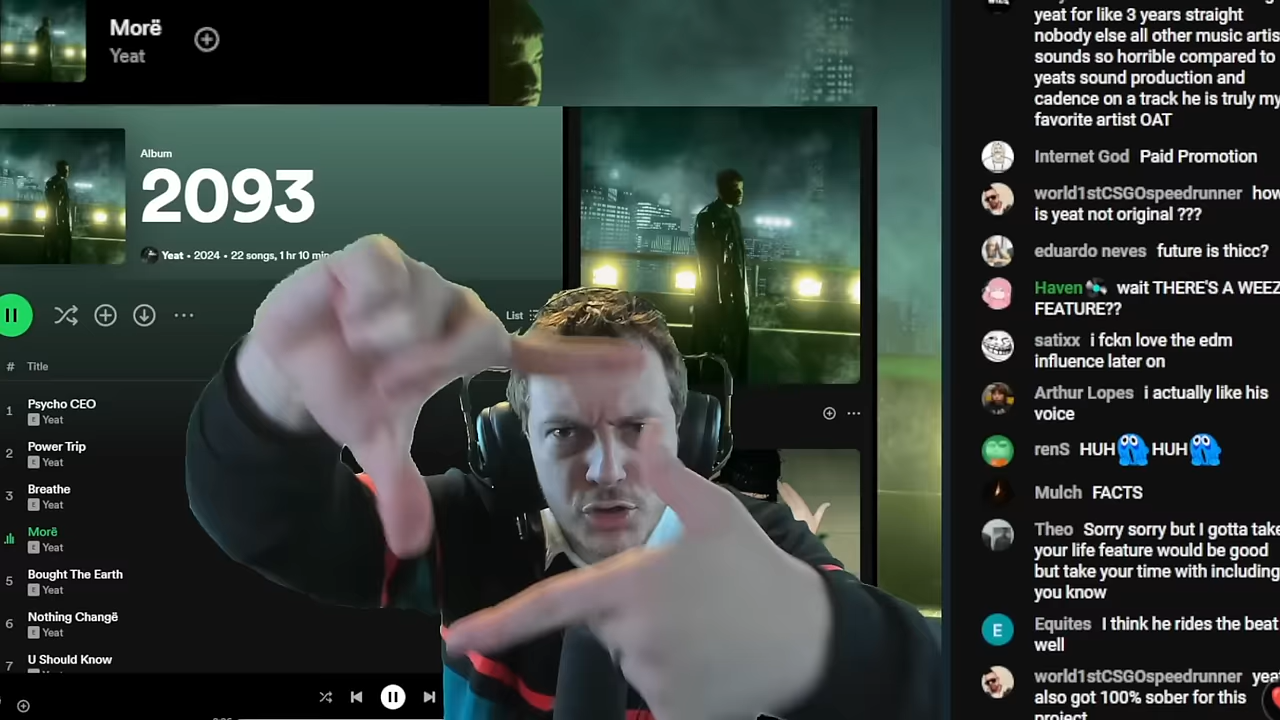 Morë
Yeat
Album
2093
Yeat • 2024 • 22 songs, 1 hr 10 min
List
# Title
1 Psycho CEO
E Yeat
2 Power Trip
E Yeat
3 Breathe
E Yeat
Morë
E Yeat
5 Bought The Earth
E Yeat
6 Nothing Changë
E Yeat
7 U Should Know
yeat for like 3 years straight
nobody else all other music artis
sounds so horrible compared to
yeats sound production and
cadence on a track he is truly my
favorite artist OAT
Internet God Paid Promotion
world1stCSGOspeedrunner how
is yeat not original ???
eduardo neves future is thicc?
Haven wait THERE'S A WEEZ
FEATURE??
satixx i fckn love the edm
influence later on
Arthur Lopes i actually like his
voice
renS HUH HUH
Mulch FACTS
Theo Sorry sorry but I gotta take
your life feature would be good
but take your time with including
you know
E Equites I think he rides the beat
well
world1stCSGOspeedrunner yea
also got 100% sober for this
project